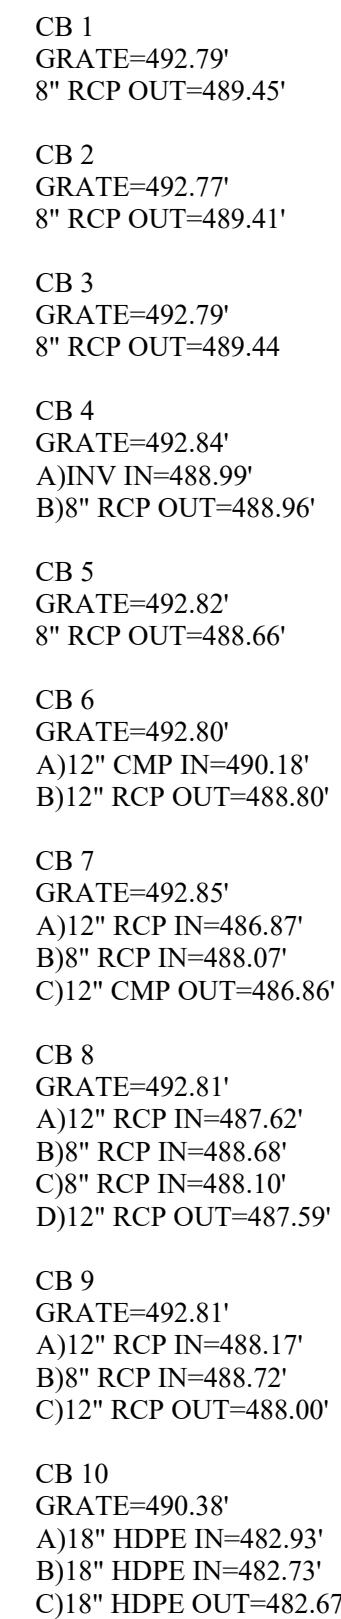 CB 1
GRATE=492.79'
8" RCP OUT=489.45'
CB 2
GRATE=492.77'
8" RCP OUT=489.41'
CB 3
GRATE=492.79'
8" RCP OUT=489.44
CB 4
GRATE=492.84'
A)INV IN=488.99'
B)8" RCP OUT=488.96'
CB 5
GRATE=492.82'
8" RCP OUT=488.66'
CB 6
GRATE=492.80'
A)12" CMP IN=490.18'
B)12" RCP OUT=488.80'
CB 7
GRATE=492.85'
A)12" RCP IN=486.87'
B)8" RCP IN=488.07'
C)12" CMP OUT=486.86'
CB 8
GRATE=492.81'
A)12" RCP IN=487.62'
B)8" RCP IN=488.68'
C)8" RCP IN=488.10'
D)12" RCP OUT=487.59'
CB 9
GRATE=492.81'
A)12" RCP IN=488.17'
B)8" RCP IN=488.72'
C)12" RCP OUT=488.00'
CB 10
GRATE=490.38'
A)18" HDPE IN=482.93'
B)18" HDPE IN=482.73'
C)18" HDPE OUT=482.67